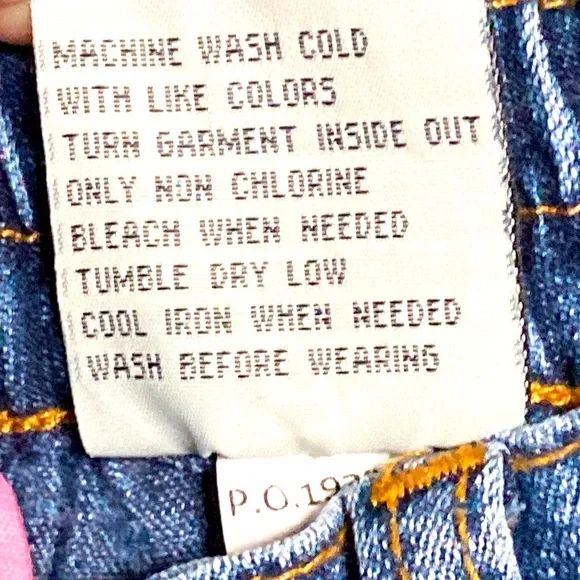 MACHINE WASH COLD
WITH LIKE COLORS
TURN GARMENT INSIDE OUT
ONLY NON CHLORINE
BLEACH WHEN NEEDED
TUMBLE DRY LOW
COOL IRON WHEN NEEDED
WASH BEFORE WEARING
P.O.